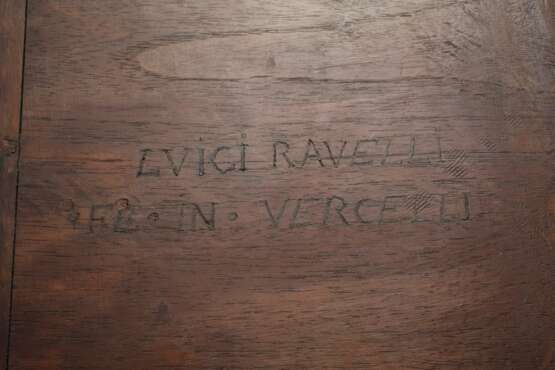 LVIGI RAVELLI
FE · IN · VERCELLI